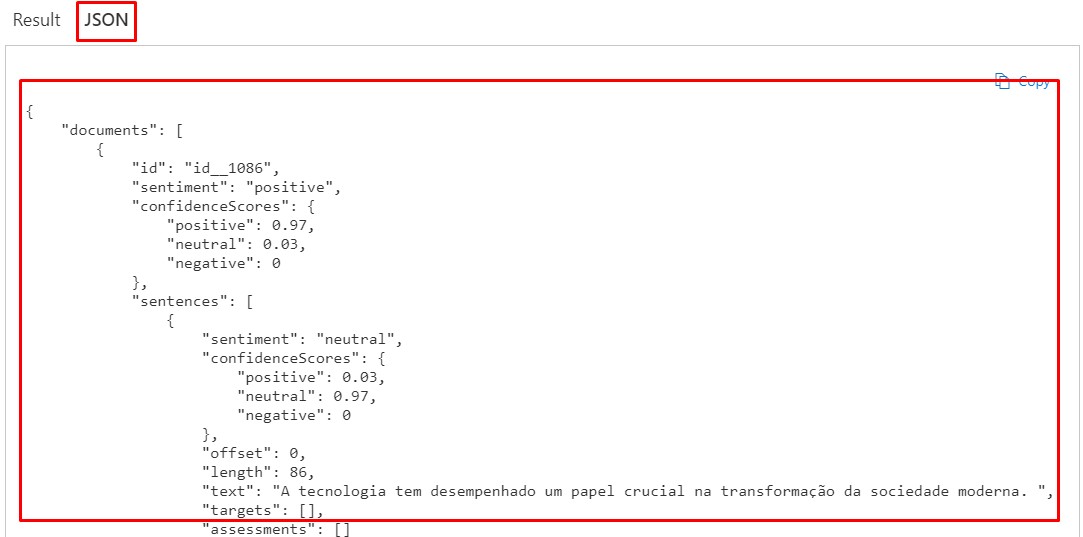 Result JSON
Copy
{
    "documents": [
        {
            "id": "id__1086",
            "sentiment": "positive",
            "confidenceScores": {
                "positive": 0.97,
                "neutral": 0.03,
                "negative": 0
            },
            "sentences": [
                {
                    "sentiment": "neutral",
                    "confidenceScores": {
                        "positive": 0.03,
                        "neutral": 0.97,
                        "negative": 0
                    },
                    "offset": 0,
                    "length": 86,
                    "text": "A tecnologia tem desempenhado um papel crucial na transformação da sociedade moderna. ",
                    "targets": [],
                    "assessments": []